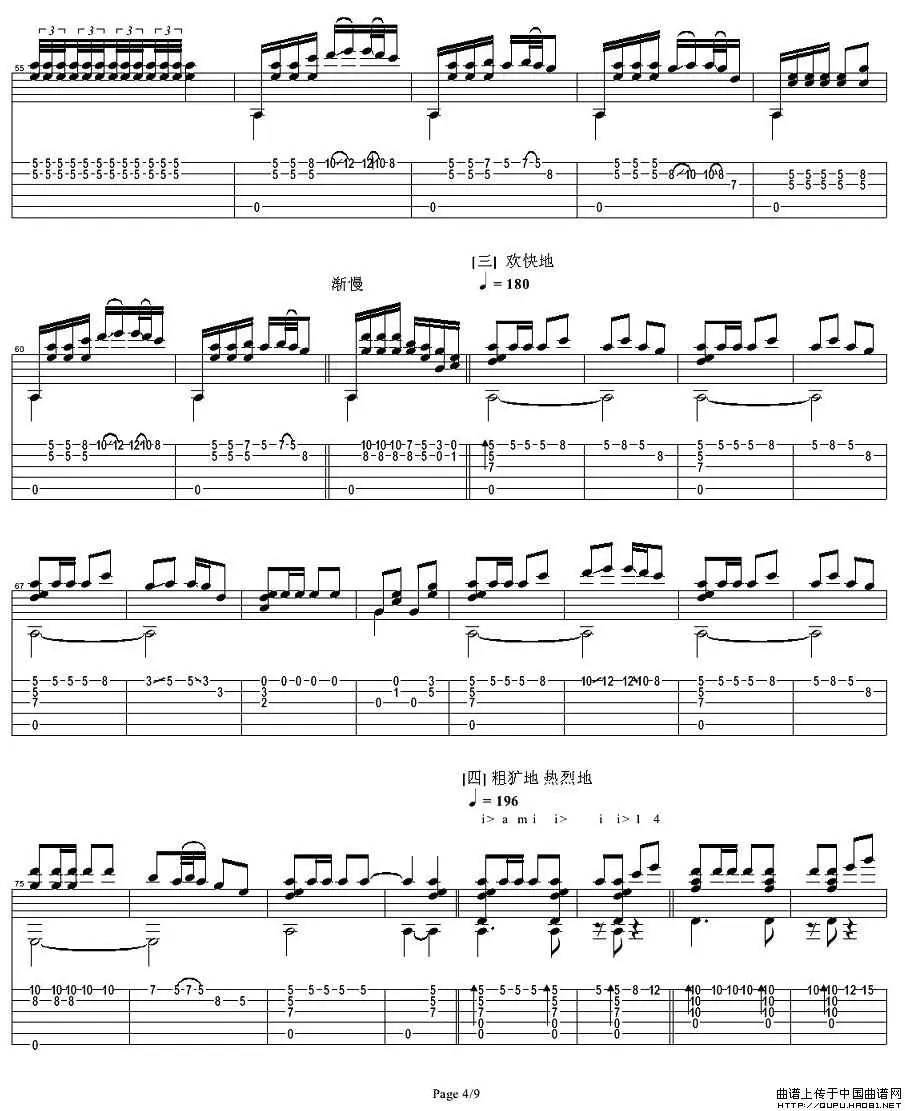 3 3 3 3
55
5 5 5 5 5 5 5 5 5 5 5 5 5 5 5 8 10 12 12 10 8 5 5 7 5 7 5 5 5 5
5 5 5 5 5 5 5 5 5 5 5 5 5 5 5 8 5 5 5 8 10 10 8 5 5 5 5 8
7 5 5 5 5 5
0 0 0 0
[三] 欢快地
渐慢 = 180
60
5 5 8 10 12 12 10 8 5 5 7 5 7 5 10 10 10 7 5 3 0 5 5 5 5 8 5 8 5 5 5 5 5 8 5 8 5
5 5 5 5 5 5 8 8 8 8 8 5 0 1 5 8 5 8
7 7
0 0 0 0 0
67
5 5 5 5 8 3 5 5 3 0 0 0 0 0 0 3 5 5 5 5 8 10 12 12 10 8 5 5 5 5 8 5 8 5
5 3 3 1 5 5 5 8
7 2 0 0 7 7
0 0 0
[四] 粗犷地 热烈地
= 196
i> a m i i> i i> 1 4
75
10 10 10 10 10 7 5 7 5 5 5 5 5 5 5 5 5 5 5 5 5 5 8 12 10 10 10 10 10 10 10 12 15
8 8 8 8 5 5 5 5 5 5 10 10 10
7 7 7 7 7 10 10 10
0 0 0 0 0 0
0 0 0 0 0
0
Page 4/9
曲谱上传于中国曲谱网
HTTP://QUPU.HAO81.NET